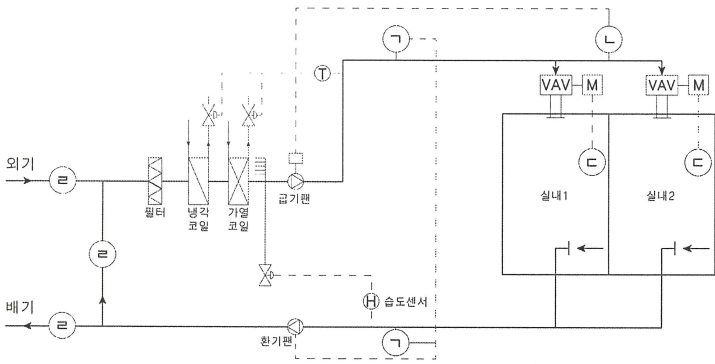 ㄱ
ㄴ
T
VAV
M
VAV
M
외기
ㄹ
ㄷ
ㄷ
필터
냉각
코일
가열
코일
급기팬
실내1
실내2
ㄹ
H 습도센서
배기
ㄹ
환기팬
ㄱ